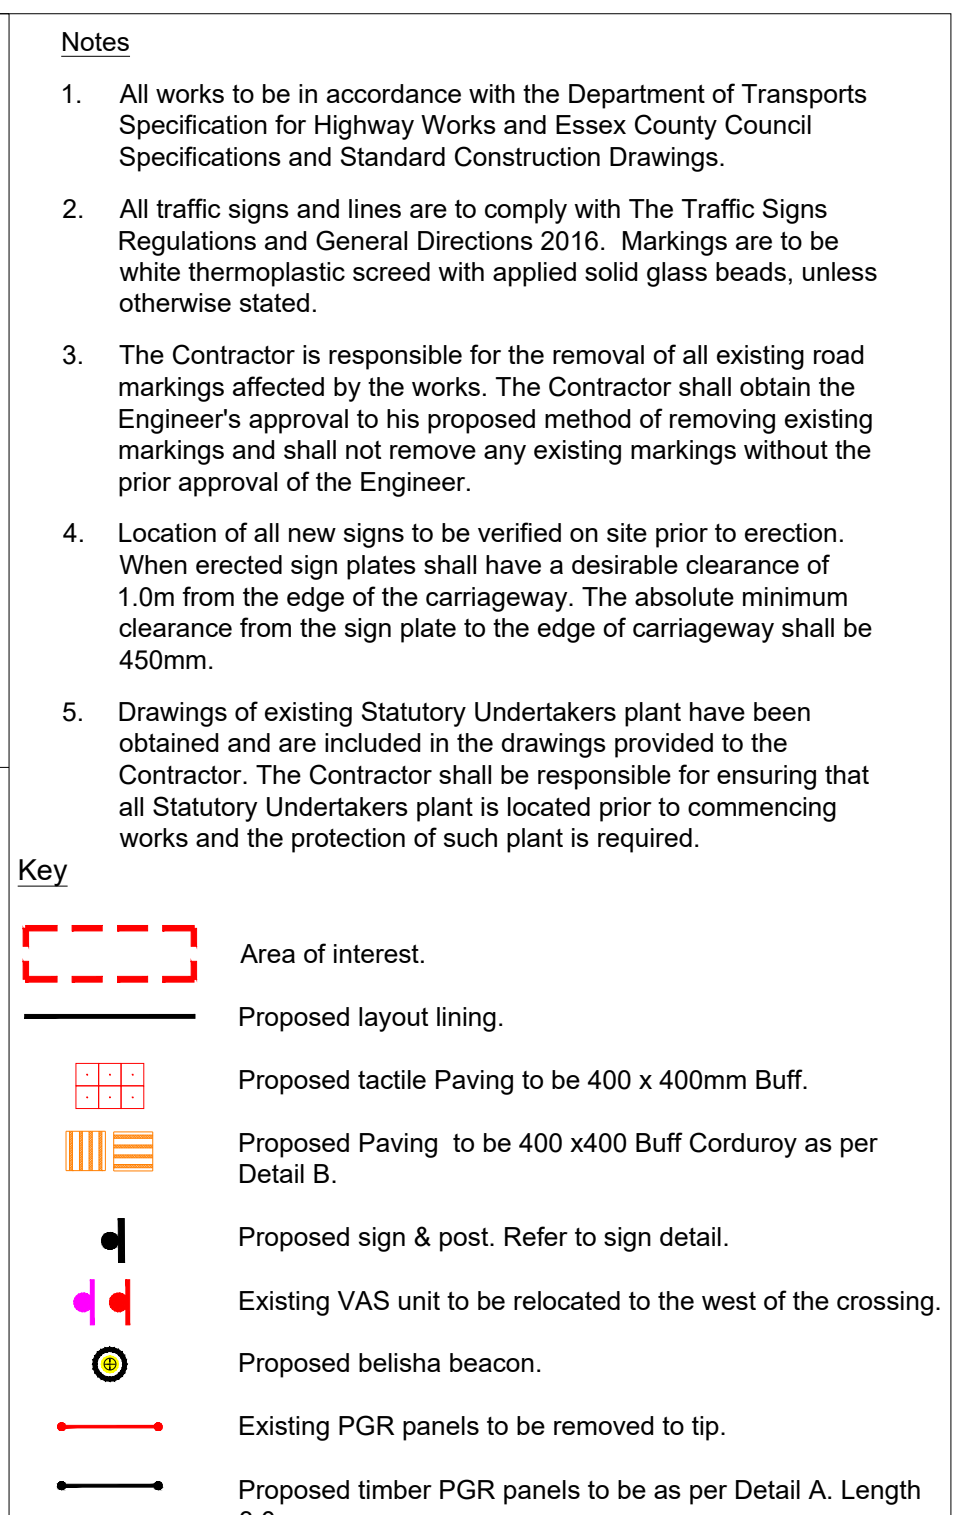 Notes
1. All works to be in accordance with the Department of Transports
Specification for Highway Works and Essex County Council
Specifications and Standard Construction Drawings.
2. All traffic signs and lines are to comply with The Traffic Signs
Regulations and General Directions 2016. Markings are to be
white thermoplastic screed with applied solid glass beads, unless
otherwise stated.
3. The Contractor is responsible for the removal of all existing road
markings affected by the works. The Contractor shall obtain the
Engineer's approval to his proposed method of removing existing
markings and shall not remove any existing markings without the
prior approval of the Engineer.
4. Location of all new signs to be verified on site prior to erection.
When erected sign plates shall have a desirable clearance of
1.0m from the edge of the carriageway. The absolute minimum
clearance from the sign plate to the edge of carriageway shall be
450mm.
5. Drawings of existing Statutory Undertakers plant have been
obtained and are included in the drawings provided to the
Contractor. The Contractor shall be responsible for ensuring that
all Statutory Undertakers plant is located prior to commencing
works and the protection of such plant is required.
Key
Area of interest.
Proposed layout lining.
Proposed tactile Paving to be 400 x 400mm Buff.
Proposed Paving to be 400 x400 Buff Corduroy as per
Detail B.
Proposed sign & post. Refer to sign detail.
Existing VAS unit to be relocated to the west of the crossing.
Proposed belisha beacon.
Existing PGR panels to be removed to tip.
Proposed timber PGR panels to be as per Detail A. Length